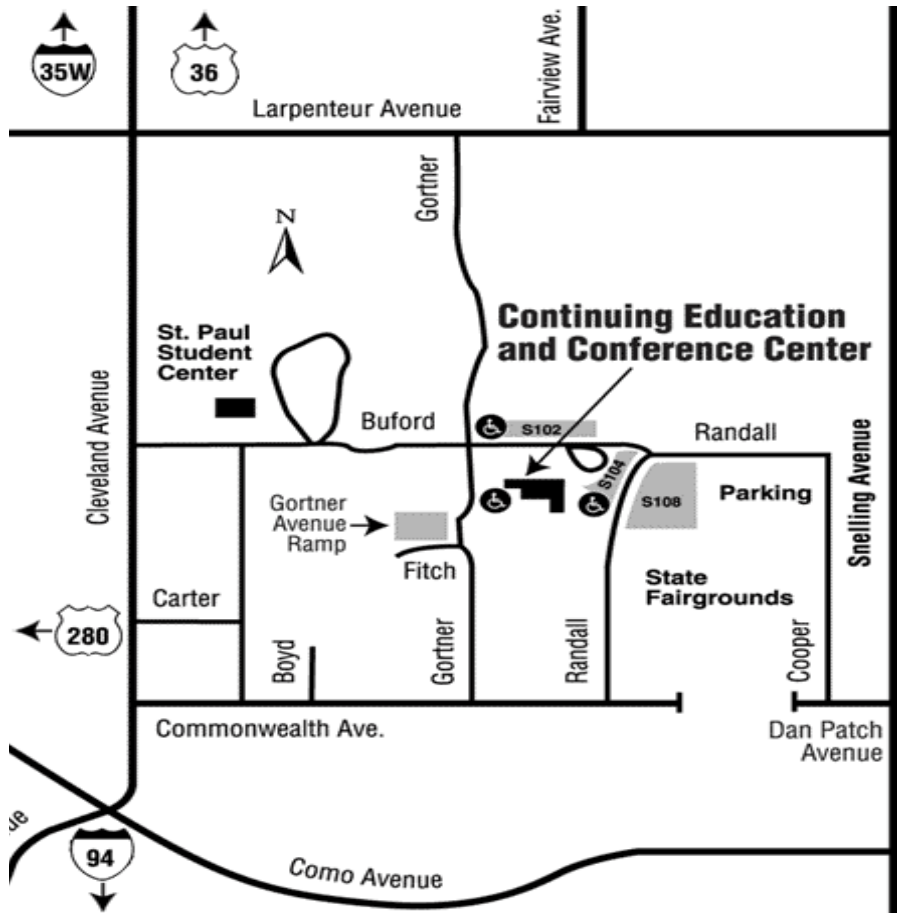 35W
36
Fairview Ave.
Larpenteur Avenue
Gortner
N
Continuing Education
and Conference Center
St. Paul
Student
Center
Cleveland Avenue
Buford
S102
Randall
Snelling Avenue
S104
S108
Parking
Gortner
Avenue
Ramp
Fitch
State
Fairgrounds
Carter
280
Boyd
Gortner
Randall
Cooper
Commonwealth Ave.
Dan Patch
Avenue
94
Como Avenue